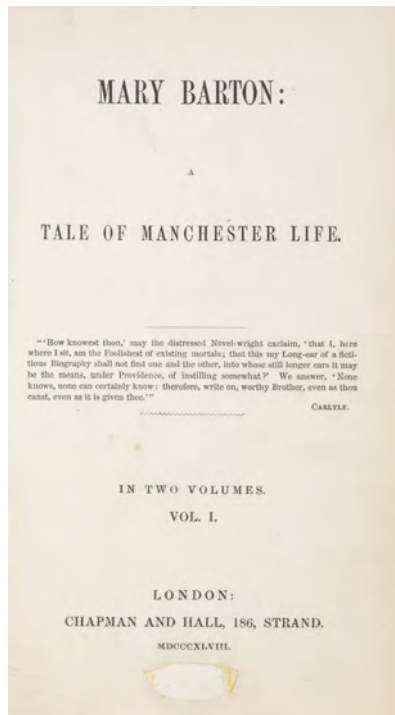 MARY BARTON:
A
TALE OF MANCHESTER LIFE.
"'How knowest thou,' may the distressed Novel-wright exclaim, 'that I, here
where I sit, am the Foolishest of existing mortals; that this my Long-ear of a ficti-
tious Biography shall not find one and the other, into whose still longer ears it may
be the means, under Providence, of instilling somewhat?' We answer, 'None
knows, none can certainly know: therefore, write on, worthy Brother, even as thou
canst, even as it is given thee.'"
CARLYLE.
IN TWO VOLUMES.
VOL. I.
LONDON:
CHAPMAN AND HALL, 186, STRAND.
MDCCCXLVIII.